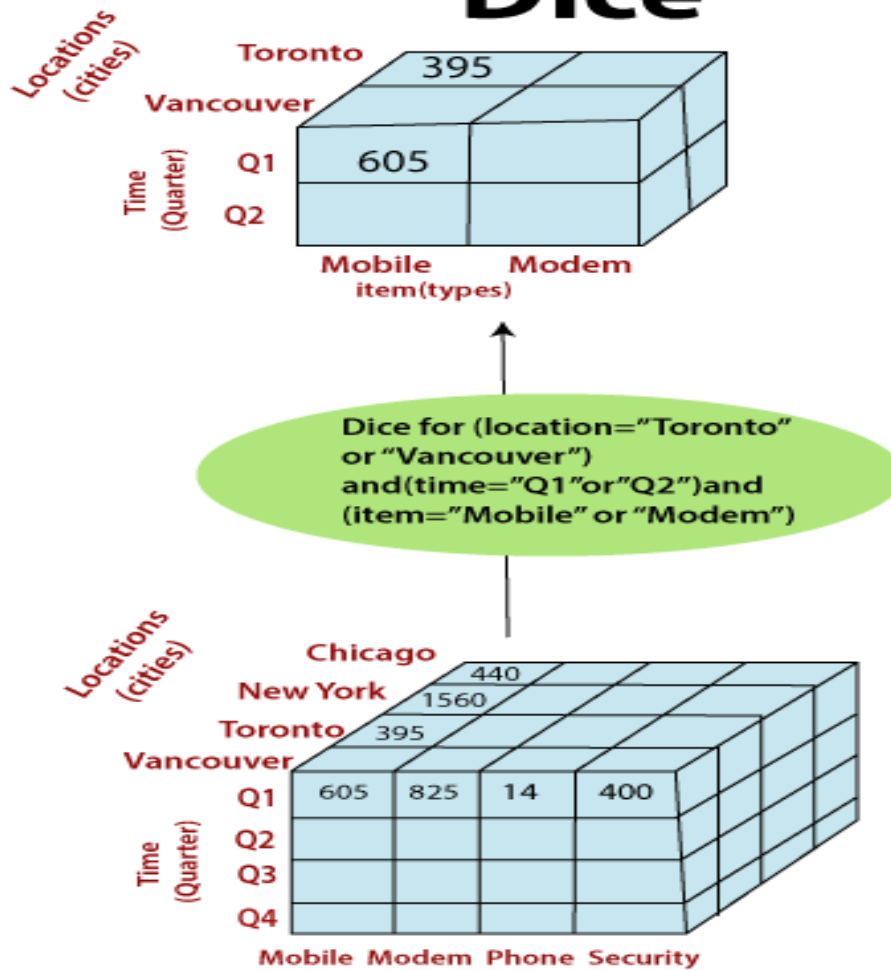 Dice
Locations
(cities)
Toronto
395
Vancouver
Time
(Quarter)
Q1
605
Q2
Mobile Modem
item(types)
Dice for (location=”Toronto”
or “Vancouver”)
and(time=”Q1”or”Q2”)and
(item=”Mobile” or “Modem”)
Locations
(cities)
Chicago
440
New York
1560
Toronto
395
Vancouver
Time
(Quarter)
Q1 605 825 14 400
Q2
Q3
Q4
Mobile Modem Phone Security